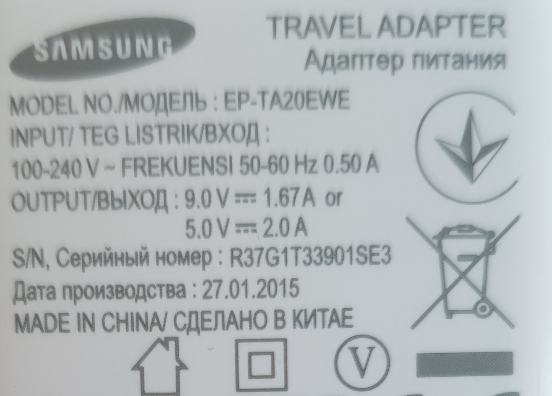 SAMSUNG
TRAVEL ADAPTER
Адаптер питания
MODEL NO./МОДЕЛЬ : EP-TA20EWE
INPUT/ TEG LISTRIK/ВХОД :
100-240 V ~ FREKUENSI 50-60 Hz 0.50 A
OUTPUT/ВЫХОД : 9.0 V ⎓ 1.67 A or
5.0 V ⎓ 2.0 A
S/N, Серийный номер : R37G1T33901SE3
Дата производства : 27.01.2015
MADE IN CHINA/ СДЕЛАНО В КИТАЕ
V